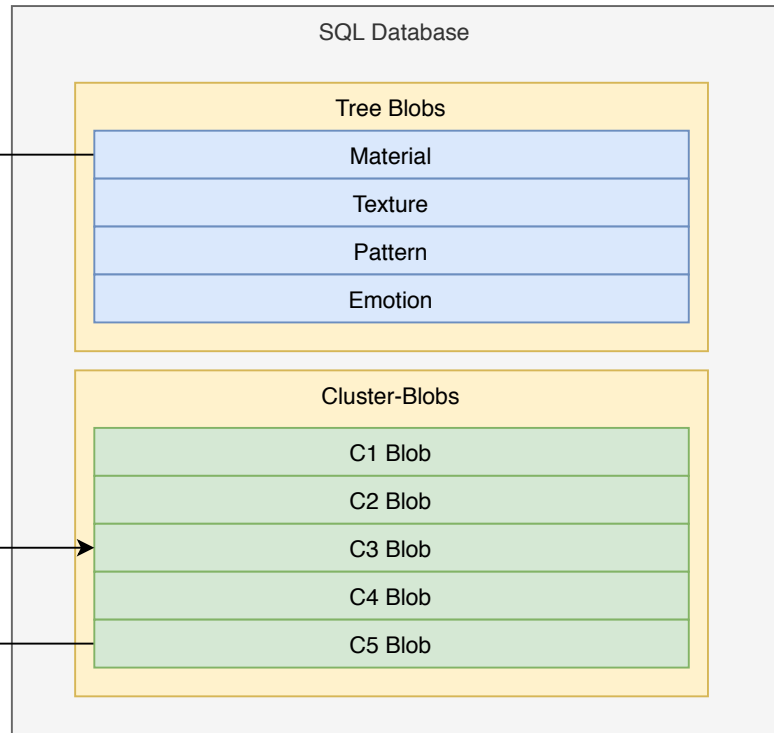 SQL Database
Tree Blobs
Material
Texture
Pattern
Emotion
Cluster-Blobs
C1 Blob
C2 Blob
C3 Blob
C4 Blob
C5 Blob